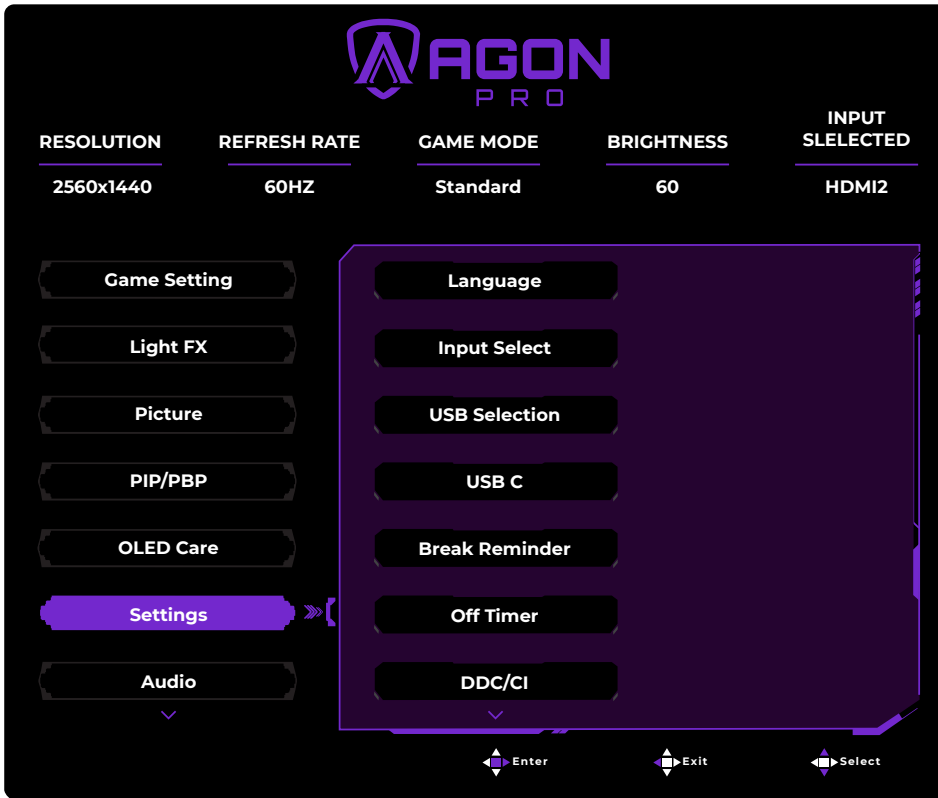 AGON
PRO
RESOLUTION
2560x1440
REFRESH RATE
60HZ
GAME MODE
Standard
BRIGHTNESS
60
INPUT
SLELECTED
HDMI2
Game Setting
Light FX
Picture
PIP/PBP
OLED Care
Settings
Audio
Language
Input Select
USB Selection
USB C
Break Reminder
Off Timer
DDC/CI
Enter
Exit
Select